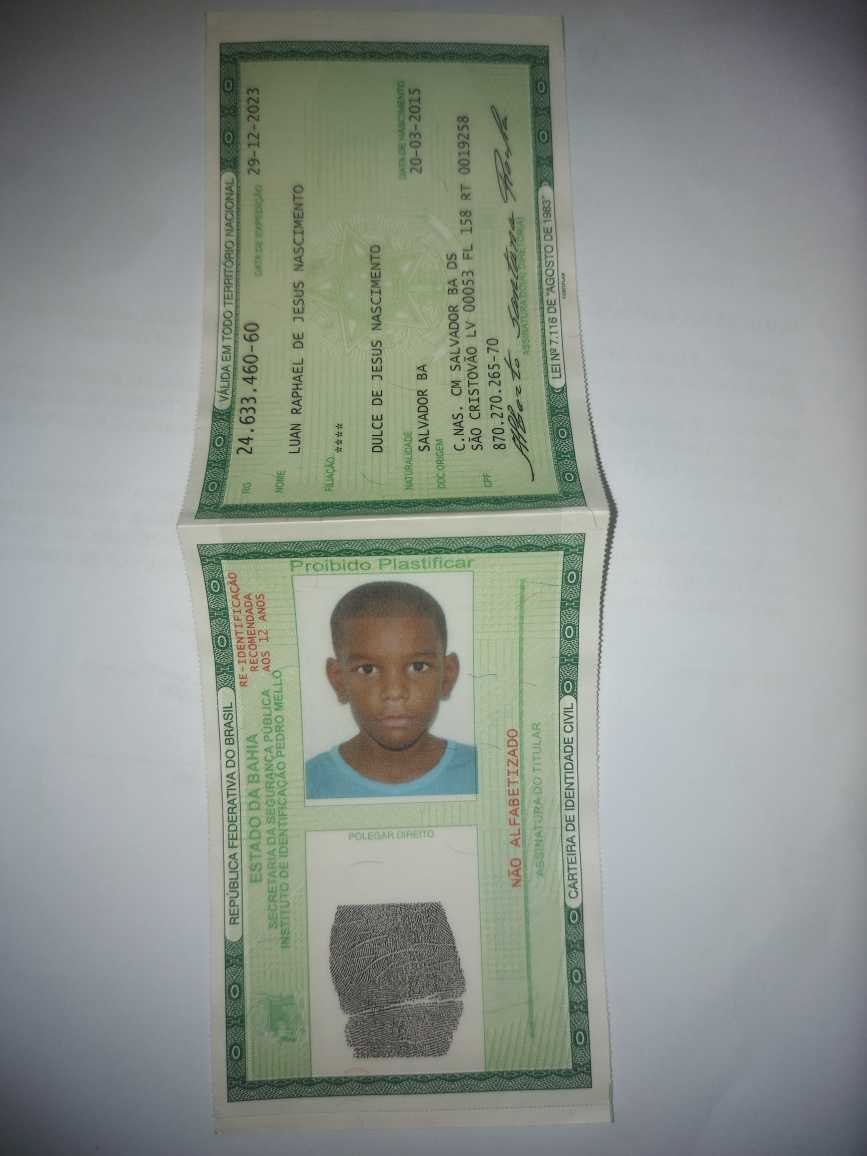 VÁLIDA EM TODO TERRITÓRIO NACIONAL
RG 24.633.460-60 DATA DE EXPEDIÇÃO 29-12-2023
NOME LUAN RAPHAEL DE JESUS NASCIMENTO
FILIAÇÃO ****
DULCE DE JESUS NASCIMENTO
NATURALIDADE DATA DE NASCIMENTO
SALVADOR BA 20-03-2015
DOC ORIGEM C.NAS. CM SALVADOR BA DS
SÃO CRISTOVÃO LV 00053 FL 158 RT 0019258
CPF 870.270.265-70
ASSINATURA DO(A) DIRETOR(A)
LEI Nº 7.116 DE "AGOSTO DE 1983"
REPÚBLICA FEDERATIVA DO BRASIL
RE-IDENTIFICAÇÃO
RECOMENDADA
AOS 12 ANOS
ESTADO DA BAHIA
SECRETARIA DA SEGURANÇA PÚBLICA
INSTITUTO DE IDENTIFICAÇÃO PEDRO MELLO
Proibido Plastificar
POLEGAR DIREITO
NÃO ALFABETIZADO
ASSINATURA DO TITULAR
CARTEIRA DE IDENTIDADE CIVIL